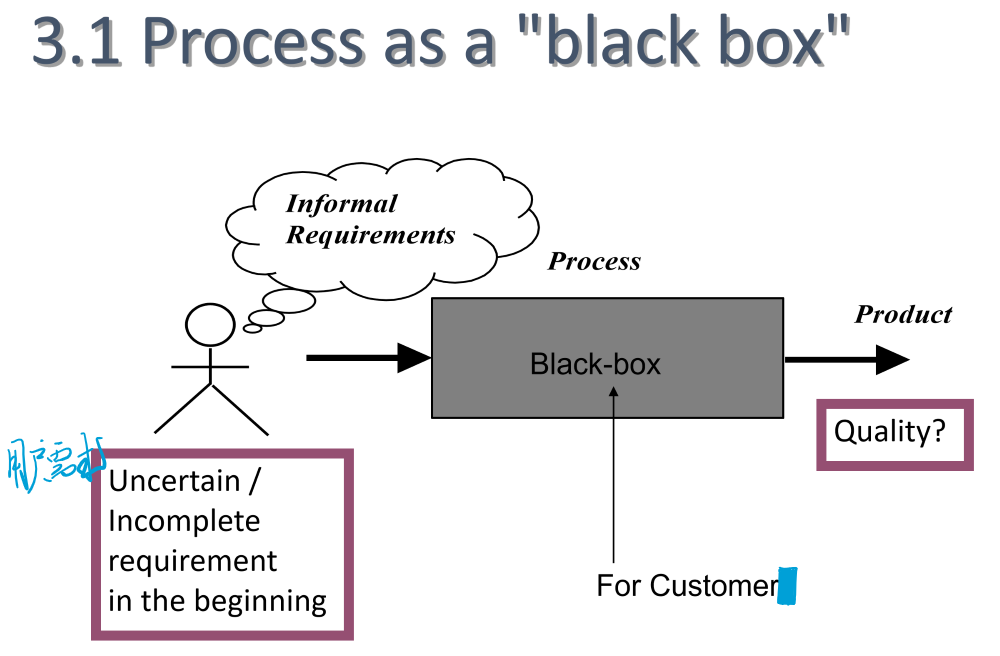 3.1 Process as a "black box"
Informal
Requirements
Process
Product
Black-box
Quality?
用户需求
Uncertain /
Incomplete
requirement
in the beginning
For Customer